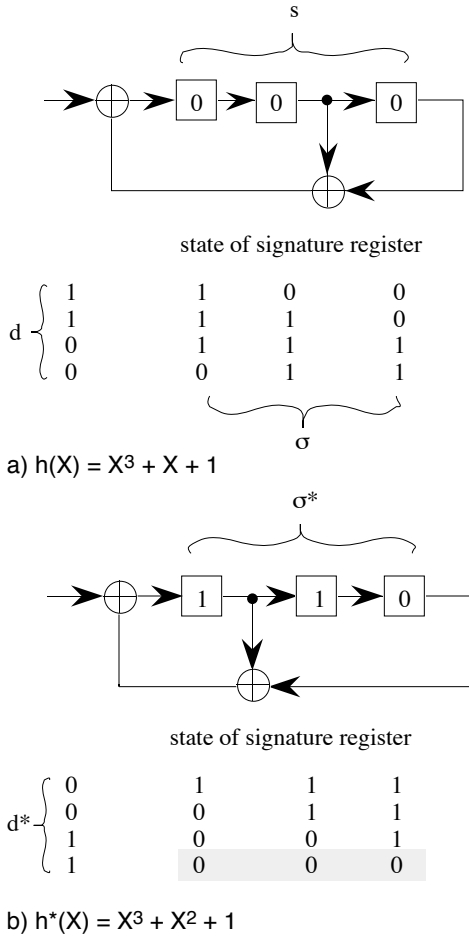 s
0 0 0
state of signature register
1 1 0 0
1 1 1 0
d
0 1 1 1
0 0 1 1
σ
a) h(X) = X³ + X + 1
σ*
1 1 0
state of signature register
0 1 1 1
0 0 1 1
d*
1 0 0 1
1 0 0 0
b) h*(X) = X³ + X² + 1